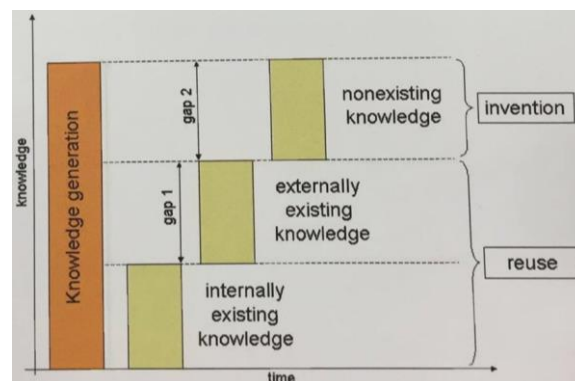 knowledge
Knowledge generation
gap 2
nonexisting
knowledge
invention
gap 1
externally
existing
knowledge
reuse
internally
existing
knowledge
time